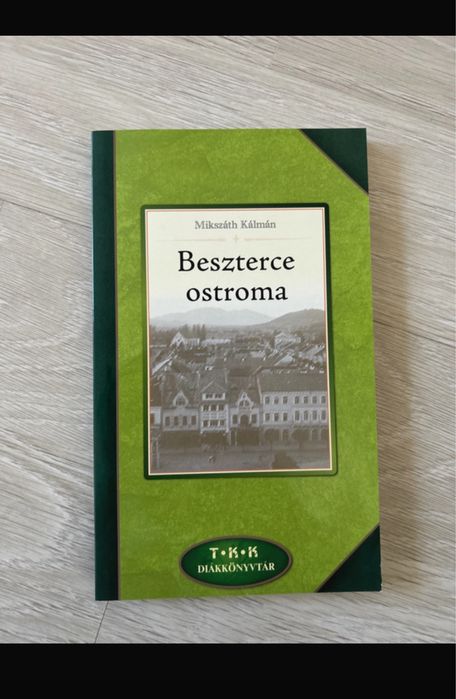 Mikszáth Kálmán
Beszterce
ostroma
T•K•K
DIÁKKÖNYVTÁR